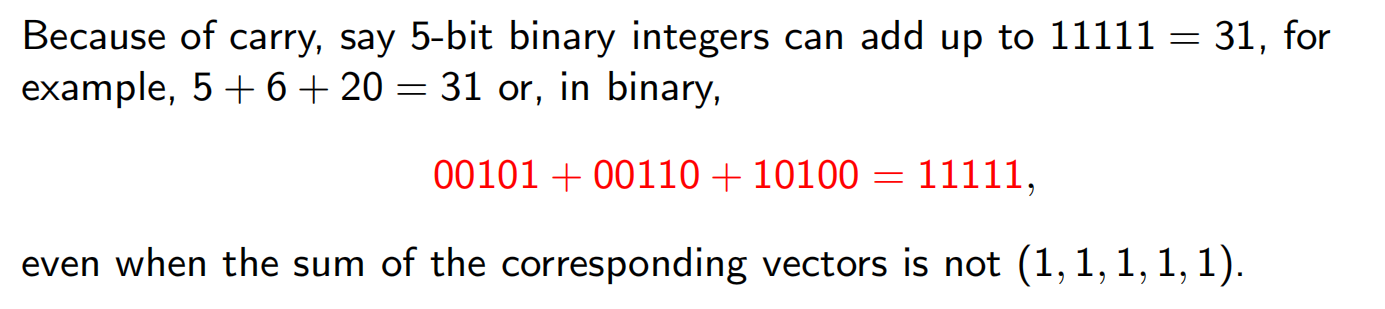 Because of carry, say 5-bit binary integers can add up to 11111 = 31, for
example, 5 + 6 + 20 = 31 or, in binary,
00101 + 00110 + 10100 = 11111,
even when the sum of the corresponding vectors is not (1, 1, 1, 1, 1).